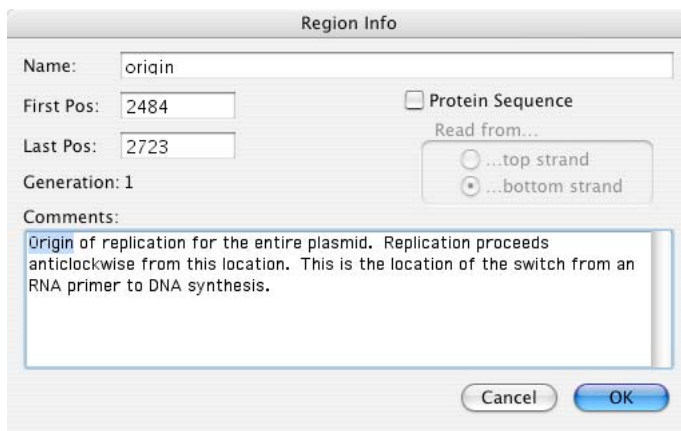 Region Info
Name: origin
First Pos: 2484
Protein Sequence
Read from...
Last Pos: 2723
...top strand
...bottom strand
Generation: 1
Comments:
Origin of replication for the entire plasmid. Replication proceeds
anticlockwise from this location. This is the location of the switch from an
RNA primer to DNA synthesis.
Cancel OK